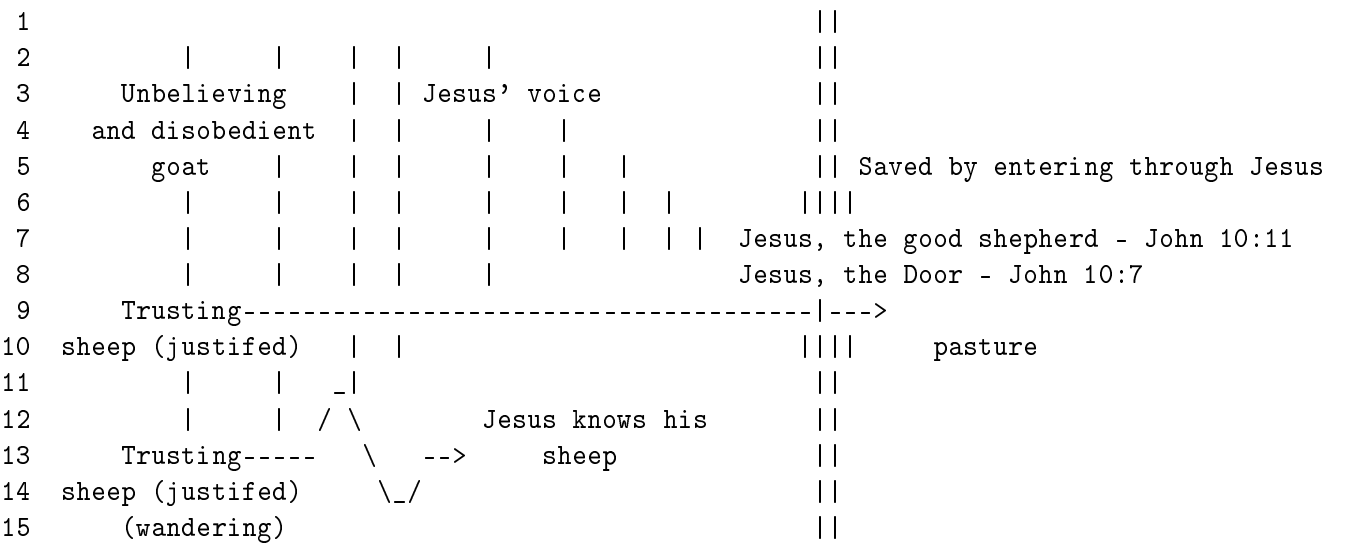 1 ||
2 | | | | | ||
3 Unbelieving | | Jesus’ voice ||
4 and disobedient | | | | ||
5 goat | | | | | | || Saved by entering through Jesus
6 | | | | | | | | ||||
7 | | | | | | | | | Jesus, the good shepherd - John 10:11
8 | | | | | Jesus, the Door - John 10:7
9 Trusting--------------------------------------|--->
10 sheep (justifed) | | |||| pasture
11 | | _| ||
12 | | / \ Jesus knows his ||
13 Trusting----- \ --> sheep ||
14 sheep (justifed) \_/ ||
15 (wandering) ||